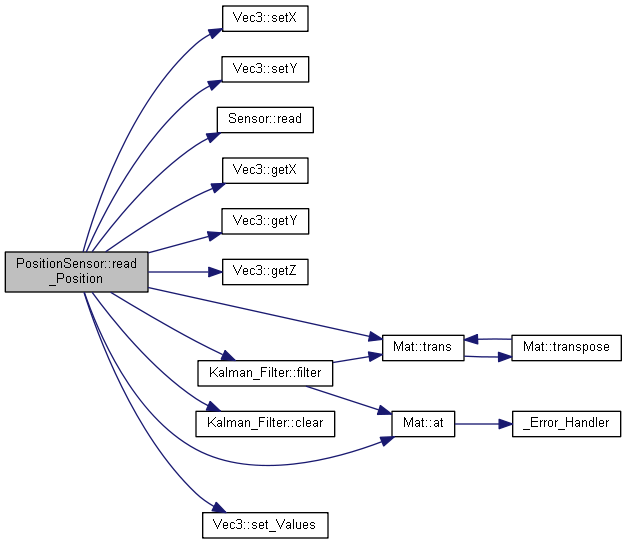 Vec3::setX
Vec3::setY
Sensor::read
Vec3::getX
Vec3::getY
PositionSensor::read
_Position
Vec3::getZ
Mat::trans
Mat::transpose
Kalman_Filter::filter
Kalman_Filter::clear
Mat::at
_Error_Handler
Vec3::set_Values